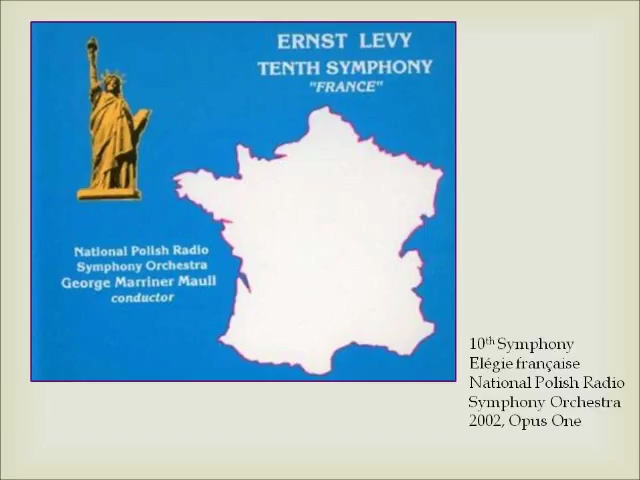 ERNST LEVY
TENTH SYMPHONY
"FRANCE"
National Polish Radio
Symphony Orchestra
George Marriner Maull
conductor
10th Symphony
Elégie française
National Polish Radio
Symphony Orchestra
2002, Opus One